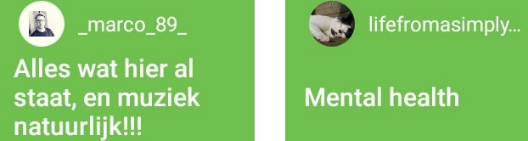 _marco_89_
Alles wat hier al
staat, en muziek
natuurlijk!!!
lifefromasimply...
Mental health